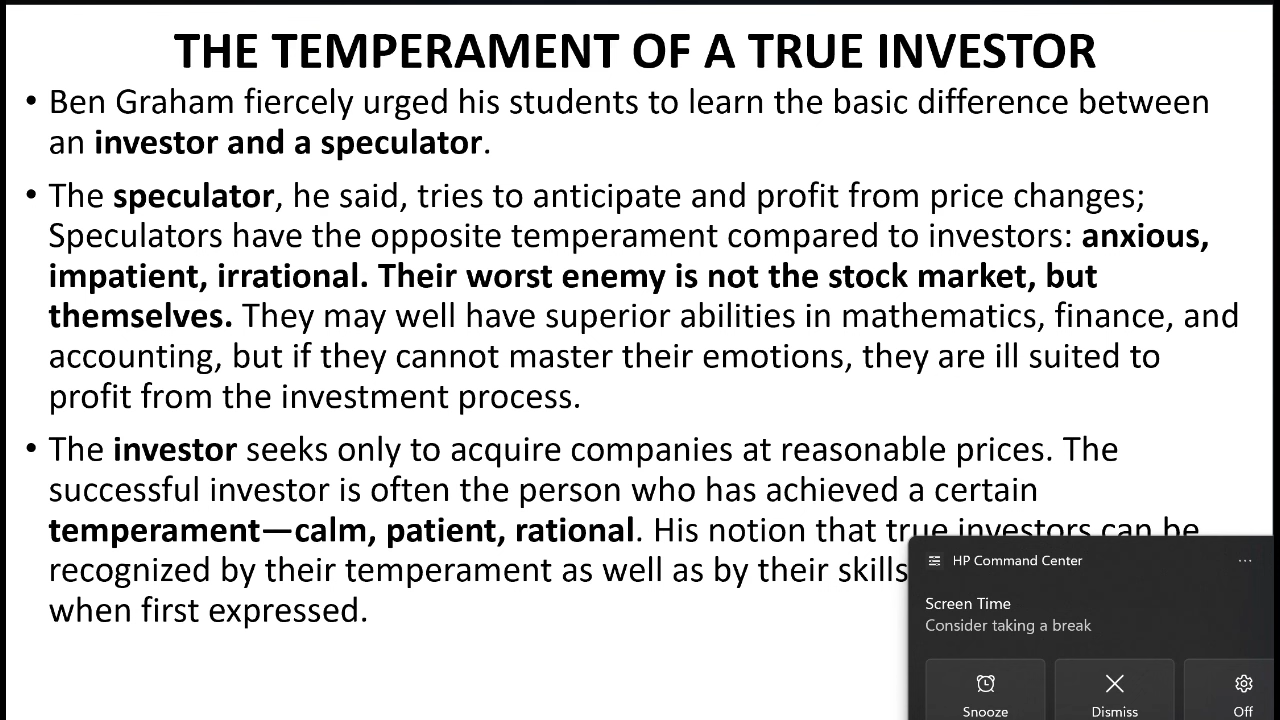 THE TEMPERAMENT OF A TRUE INVESTOR
• Ben Graham fiercely urged his students to learn the basic difference between
an investor and a speculator.
• The speculator, he said, tries to anticipate and profit from price changes;
Speculators have the opposite temperament compared to investors: anxious,
impatient, irrational. Their worst enemy is not the stock market, but
themselves. They may well have superior abilities in mathematics, finance, and
accounting, but if they cannot master their emotions, they are ill suited to
profit from the investment process.
• The investor seeks only to acquire companies at reasonable prices. The
successful investor is often the person who has achieved a certain
temperament—calm, patient, rational. His notion that true investors can be
recognized by their temperament as well as by their skills
when first expressed.
HP Command Center
Screen Time
Consider taking a break
Snooze Dismiss Off